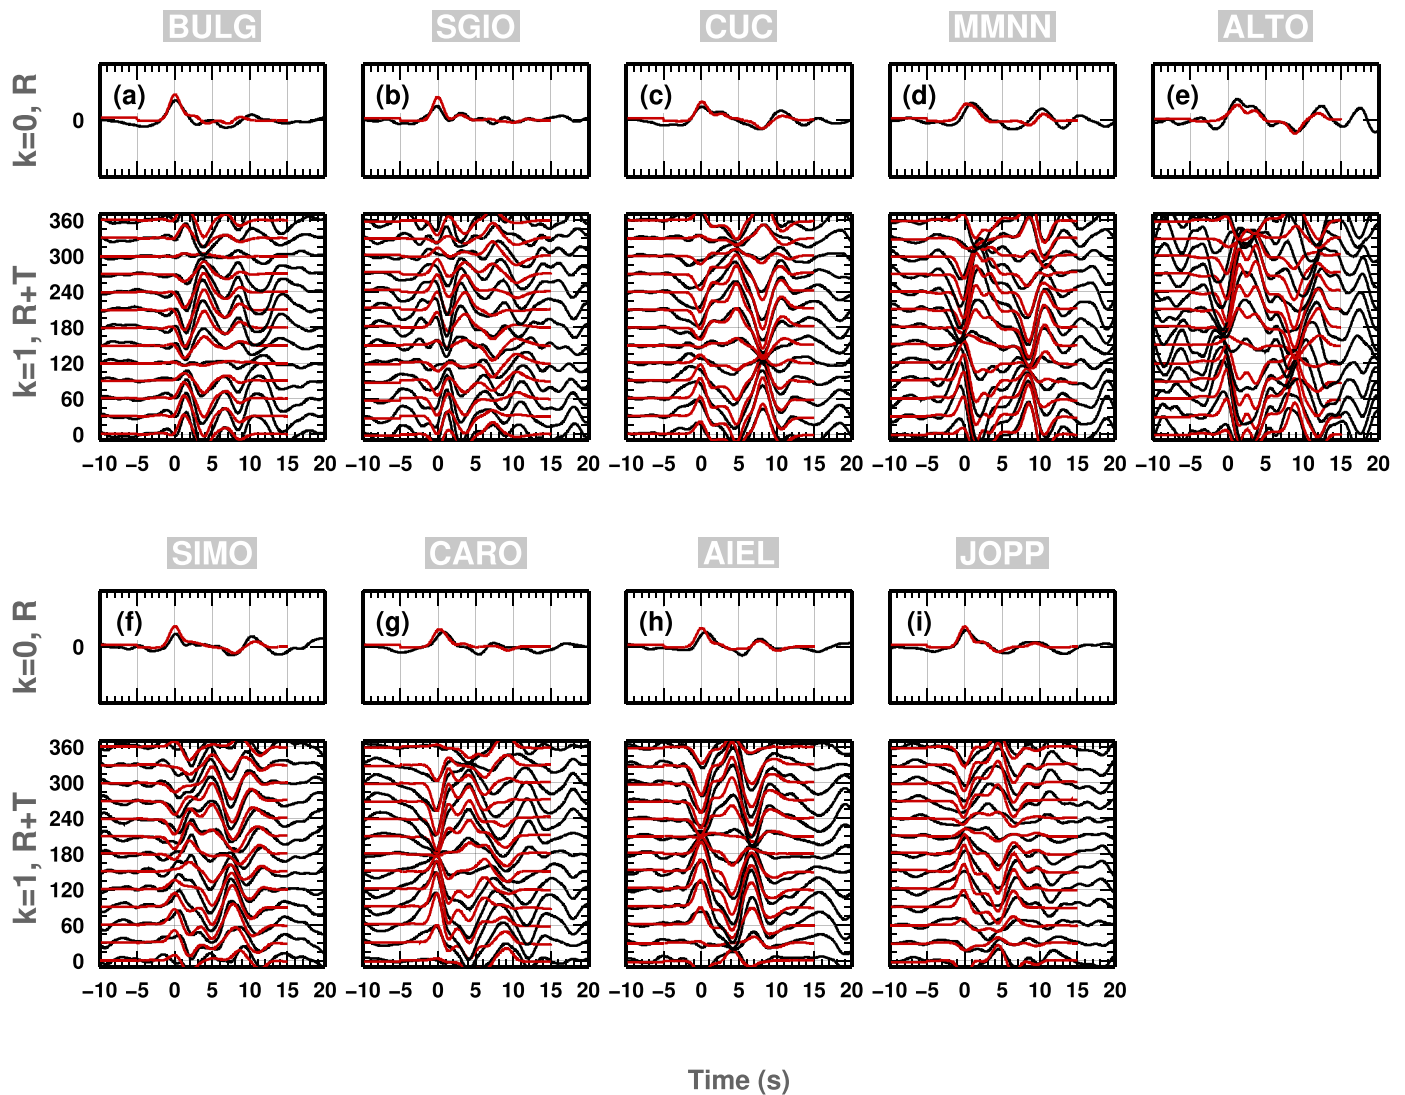 BULG SGIO CUC MMNN ALTO
k=0, R
0
(a) (b) (c) (d) (e)
k=1, R+T
360
300
240
180
120
60
0
−10 −5 0 5 10 15 20 −10 −5 0 5 10 15 20 −10 −5 0 5 10 15 20 −10 −5 0 5 10 15 20 −10 −5 0 5 10 15 20
SIMO CARO AIEL JOPP
k=0, R
0
(f) (g) (h) (i)
k=1, R+T
360
300
240
180
120
60
0
−10 −5 0 5 10 15 20 −10 −5 0 5 10 15 20 −10 −5 0 5 10 15 20 −10 −5 0 5 10 15 20
Time (s)